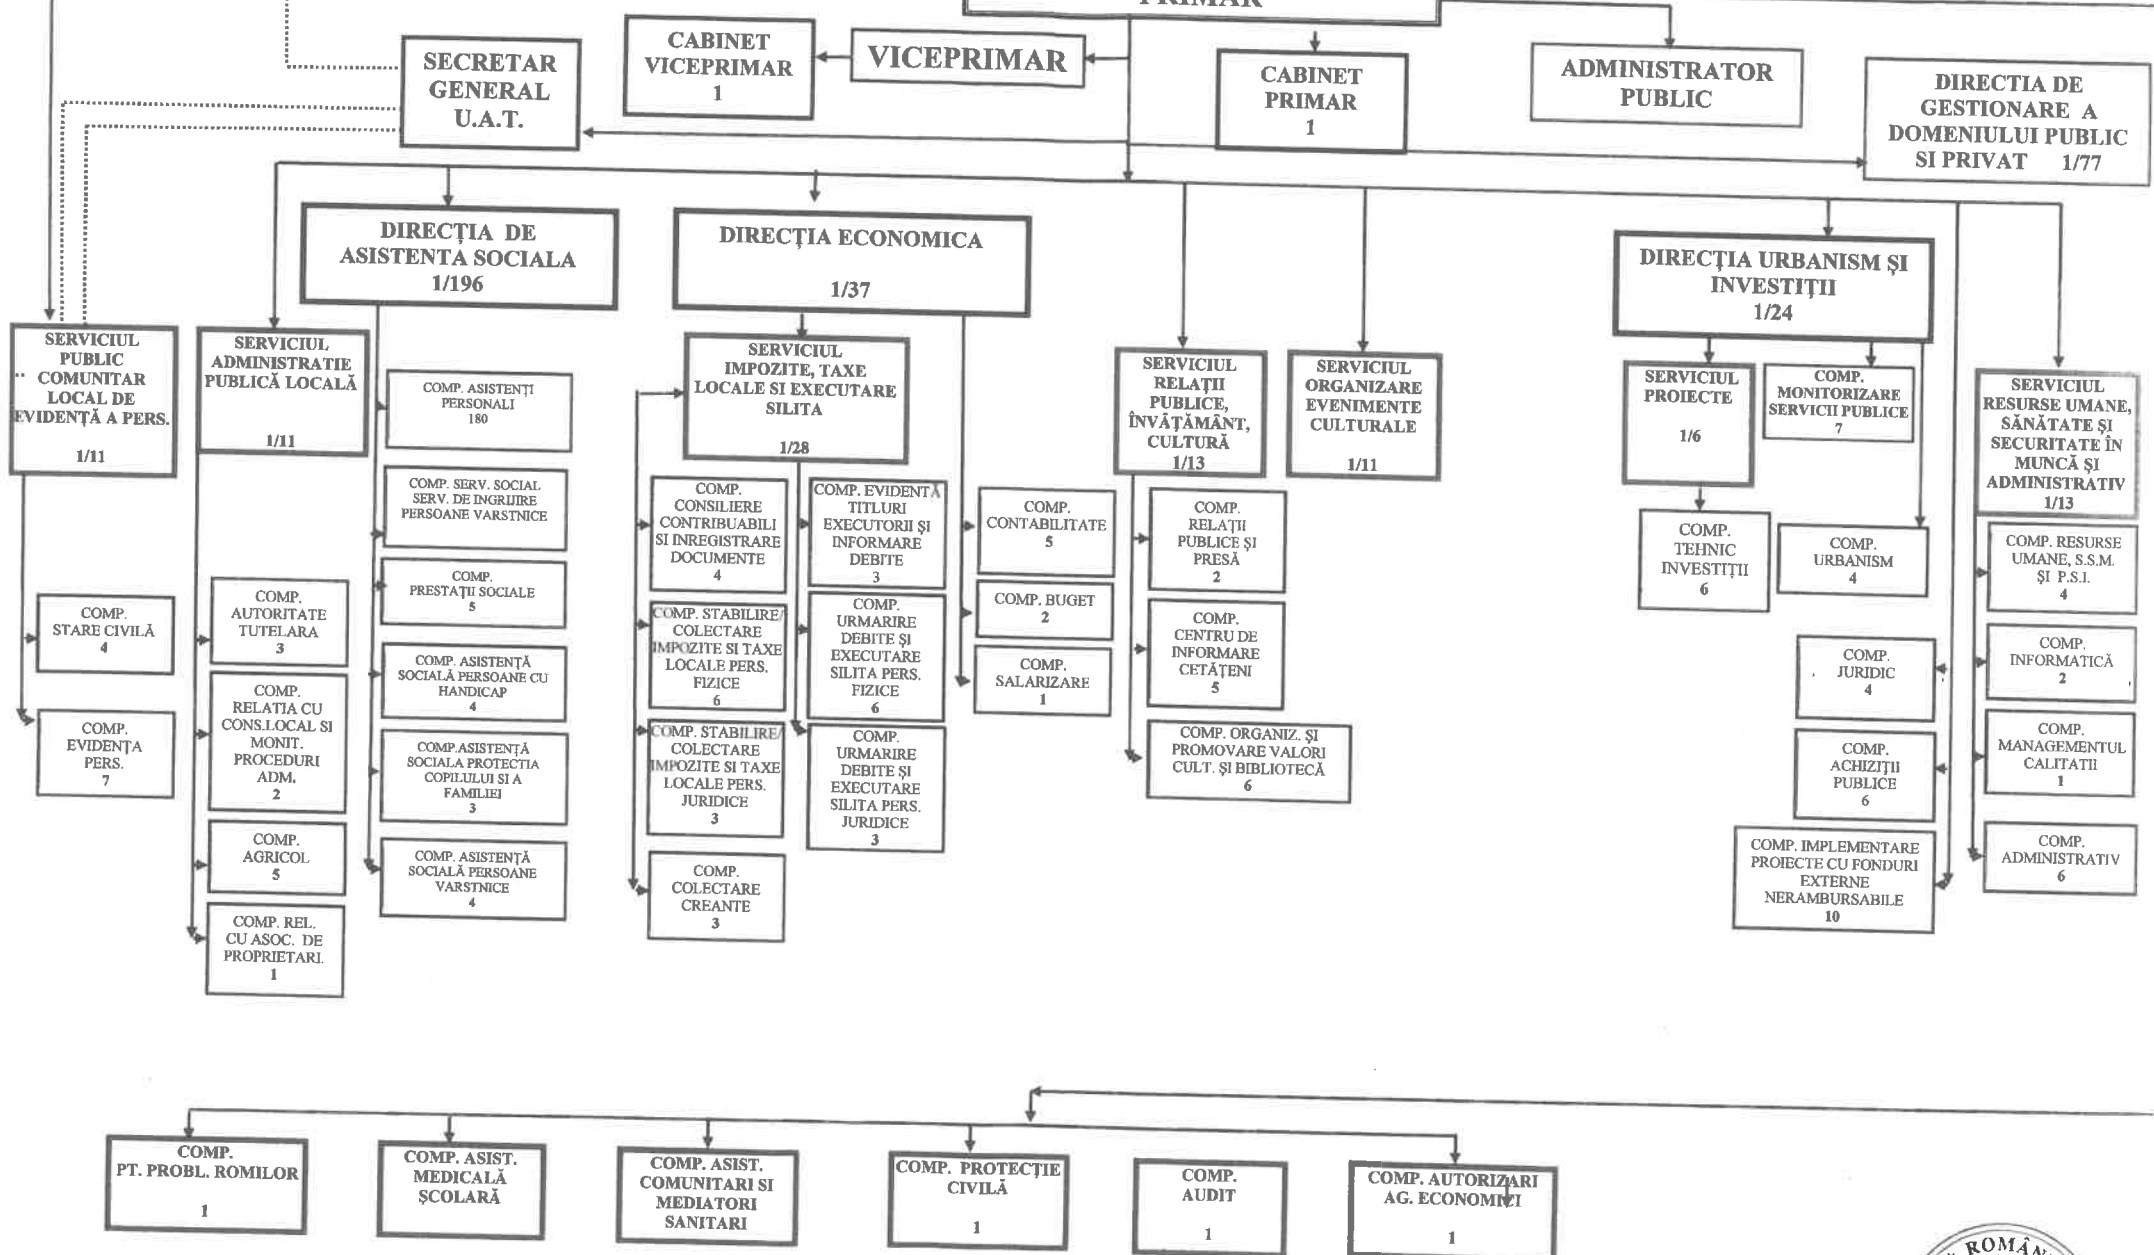 PRIMAR
SECRETAR
GENERAL
U.A.T.
CABINET
VICEPRIMAR
1
VICEPRIMAR
CABINET
PRIMAR
1
ADMINISTRATOR
PUBLIC
DIRECTIA DE
GESTIONARE A
DOMENIULUI PUBLIC
SI PRIVAT 1/77
DIRECȚIA DE
ASISTENTA SOCIALA
1/196
DIRECȚIA ECONOMICA
1/37
DIRECȚIA URBANISM ȘI
INVESTIȚII
1/24
SERVICIUL
PUBLIC
COMUNITAR
LOCAL DE
EVIDENȚĂ A PERS.
1/11
SERVICIUL
ADMINISTRATIE
PUBLICĂ LOCALĂ
1/11
COMP. ASISTENȚI
PERSONALI
180
COMP. SERV. SOCIAL
SERV. DE INGRIJIRE
PERSOANE VARSTNICE
COMP.
PRESTAȚII SOCIALE
5
COMP. ASISTENȚĂ
SOCIALĂ PERSOANE CU
HANDICAP
4
COMP.ASISTENȚĂ
SOCIALA PROTECTIA
COPILULUI SI A
FAMILIEI
3
COMP. ASISTENȚĂ
SOCIALĂ PERSOANE
VARSTNICE
4
SERVICIUL
IMPOZITE, TAXE
LOCALE SI EXECUTARE
SILITA
1/28
SERVICIUL
RELAȚII
PUBLICE,
ÎNVĂȚĂMÂNT,
CULTURĂ
1/13
SERVICIUL
ORGANIZARE
EVENIMENTE
CULTURALE
1/11
SERVICIUL
PROIECTE
1/6
COMP.
MONITORIZARE
SERVICII PUBLICE
7
SERVICIUL
RESURSE UMANE,
SĂNĂTATE ȘI
SECURITATE ÎN
MUNCĂ ȘI
ADMINISTRATIV
1/13
COMP.
STARE CIVILĂ
4
COMP.
EVIDENȚA
PERS.
7
COMP.
AUTORITATE
TUTELARA
3
COMP.
RELATIA CU
CONS.LOCAL SI
MONIT.
PROCEDURI
ADM.
2
COMP.
AGRICOL
5
COMP. REL.
CU ASOC. DE
PROPRIETARI.
1
COMP.
CONSILIERE
CONTRIBUABILI
SI INREGISTRARE
DOCUMENTE
4
COMP. STABILIRE/
COLECTARE
IMPOZITE SI TAXE
LOCALE PERS.
FIZICE
6
COMP. STABILIRE/
COLECTARE
IMPOZITE SI TAXE
LOCALE PERS.
JURIDICE
3
COMP.
COLECTARE
CREANTE
3
COMP. EVIDENTĂ
TITLURI
EXECUTORII ȘI
INFORMARE
DEBITE
3
COMP.
URMARIRE
DEBITE ȘI
EXECUTARE
SILITA PERS.
FIZICE
6
COMP.
URMARIRE
DEBITE ȘI
EXECUTARE
SILITA PERS.
JURIDICE
3
COMP.
CONTABILITATE
5
COMP. BUGET
2
COMP.
SALARIZARE
1
COMP.
RELAȚII
PUBLICE ȘI
PRESĂ
2
COMP.
CENTRU DE
INFORMARE
CETĂȚENI
5
COMP. ORGANIZ. ȘI
PROMOVARE VALORI
CULT. ȘI BIBLIOTECĂ
6
COMP.
TEHNIC
INVESTIȚII
6
COMP.
URBANISM
4
COMP.
JURIDIC
4
COMP.
ACHIZIȚII
PUBLICE
6
COMP. IMPLEMENTARE
PROIECTE CU FONDURI
EXTERNE
NERAMBURSABILE
10
COMP. RESURSE
UMANE, S.S.M.
ȘI P.S.I.
4
COMP.
INFORMATICĂ
2
COMP.
MANAGEMENTUL
CALITATII
1
COMP.
ADMINISTRATIV
6
COMP.
PT. PROBL. ROMILOR
1
COMP. ASIST.
MEDICALĂ
ȘCOLARĂ
COMP. ASIST.
COMUNITARI SI
MEDIATORI
SANITARI
COMP. PROTECȚIE
CIVILĂ
1
COMP.
AUDIT
1
COMP. AUTORIZARI
AG. ECONOMICI
1
ROMÂN